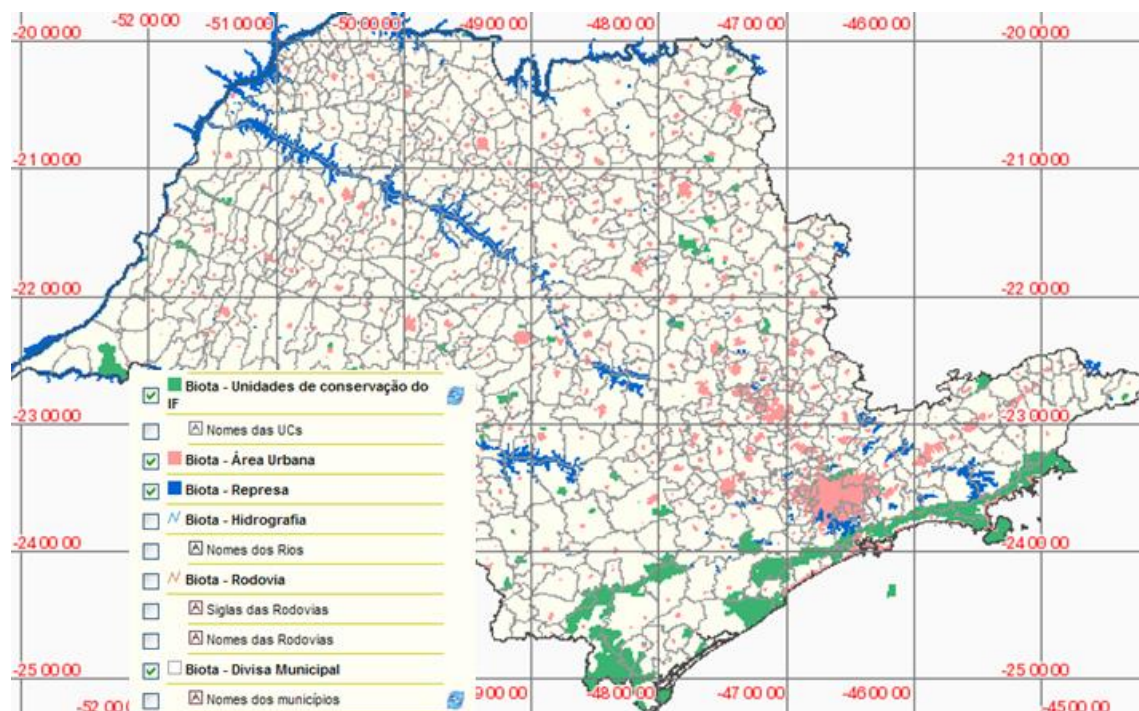 -52 00 00 -51 00 00 -50 00 00 -49 00 00 -48 00 00 -47 00 00 -46 00 00
-20 00 00 -20 00 00
-21 00 00 -21 00 00
-22 00 00 -22 00 00
-23 00 00 -23 00 00
-24 00 00 -24 00 00
-25 00 00 -25 00 00
Biota - Unidades de conservação do
IF
Nomes das UCs
Biota - Área Urbana
Biota - Represa
Biota - Hidrografia
Nomes dos Rios
Biota - Rodovia
Siglas das Rodovias
Nomes das Rodovias
Biota - Divisa Municipal
Nomes dos municípios
-48 00 00 -47 00 00 -46 00 00 -45 00 00